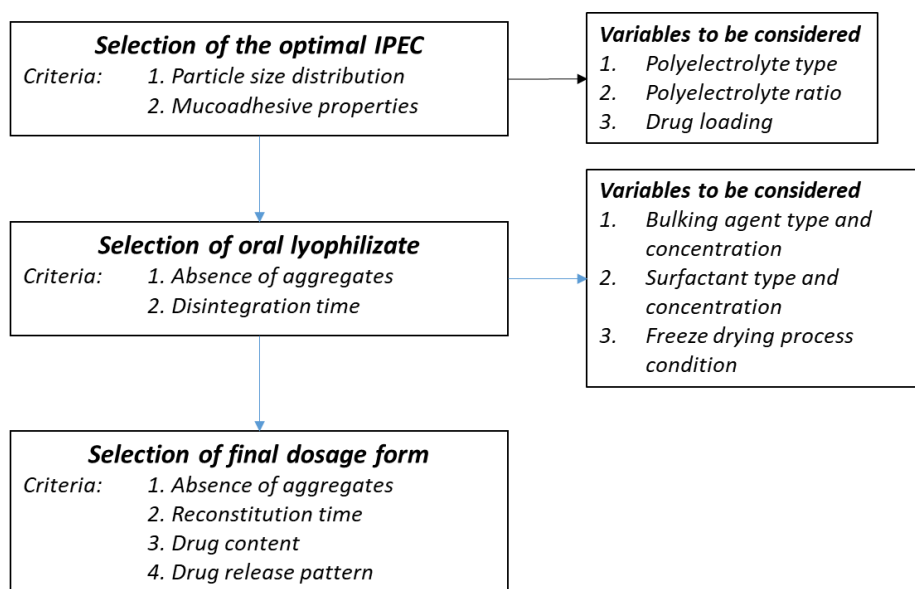 Selection of the optimal IPEC
Criteria: 1. Particle size distribution
2. Mucoadhesive properties
Variables to be considered
1. Polyelectrolyte type
2. Polyelectrolyte ratio
3. Drug loading
Selection of oral lyophilizate
Criteria: 1. Absence of aggregates
2. Disintegration time
Variables to be considered
1. Bulking agent type and
concentration
2. Surfactant type and
concentration
3. Freeze drying process
condition
Selection of final dosage form
Criteria: 1. Absence of aggregates
2. Reconstitution time
3. Drug content
4. Drug release pattern